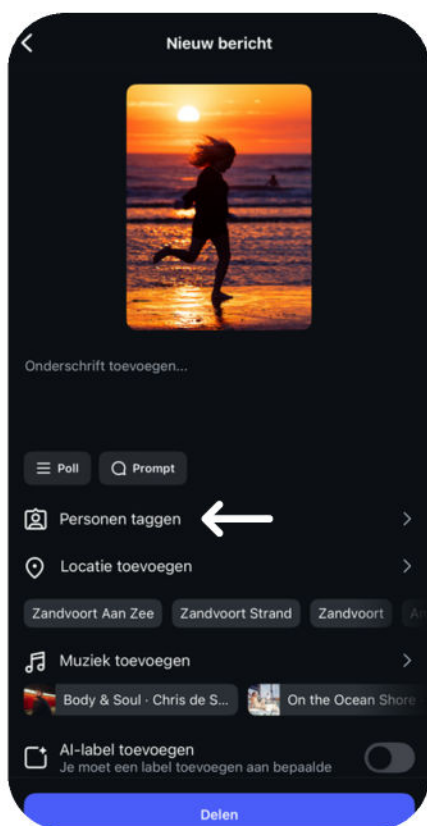 Nieuw bericht
Onderschrift toevoegen...
Poll Prompt
Personen taggen
Locatie toevoegen
Zandvoort Aan Zee Zandvoort Strand Zandvoort
Muziek toevoegen
Body & Soul · Chris de S... On the Ocean Shore
AI-label toevoegen
Je moet een label toevoegen aan bepaalde
Delen